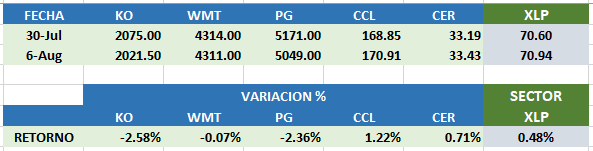 FECHA KO WMT PG CCL CER XLP
30-Jul 2075.00 4314.00 5171.00 168.85 33.19 70.60
6-Aug 2021.50 4311.00 5049.00 170.91 33.43 70.94
VARIACION % SECTOR
KO WMT PG CCL CER XLP
RETORNO -2.58% -0.07% -2.36% 1.22% 0.71% 0.48%